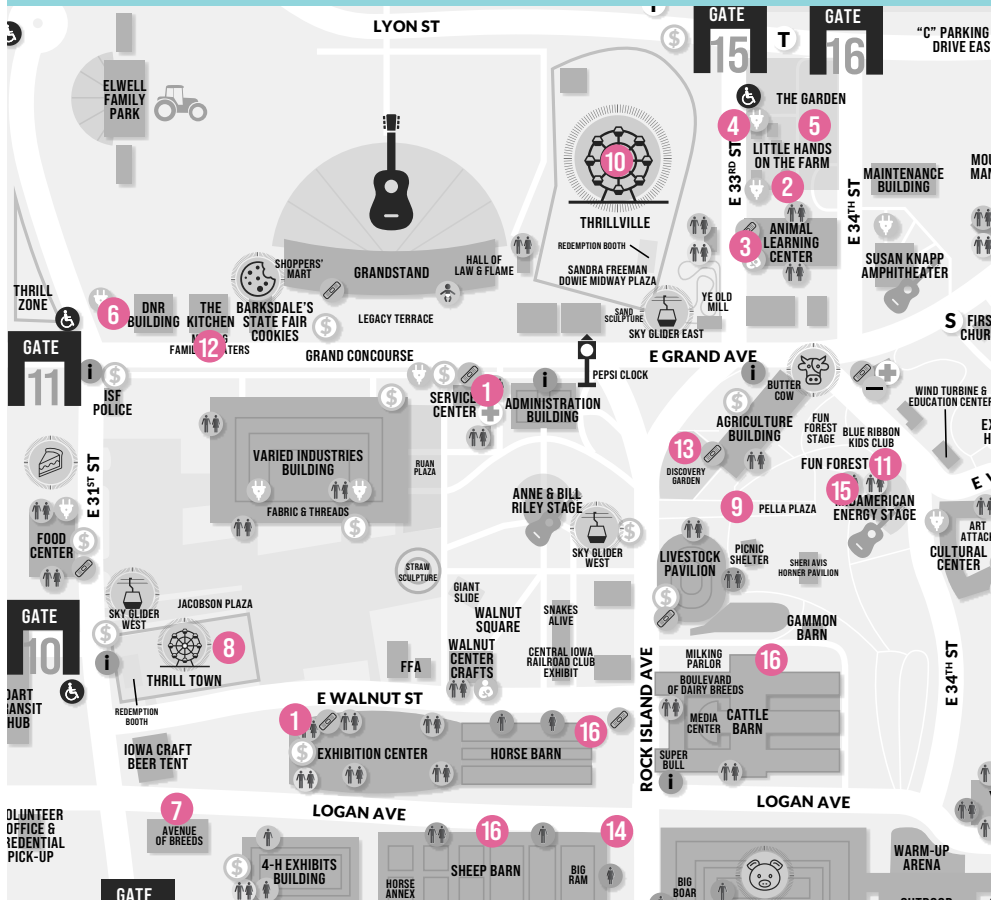 LYON ST
GATE
15
T
GATE
16
"C" PARKING
DRIVE EAS
ELWELL
FAMILY
PARK
THE GARDEN
4
5
LITTLE HANDS
ON THE FARM
E 33RD ST
2
E 34TH ST
MAINTENANCE
BUILDING
MOU
MAN
10
THRILLVILLE
3
ANIMAL
LEARNING
CENTER
SUSAN KNAPP
AMPHITHEATER
REDEMPTION BOOTH
SANDRA FREEMAN
DOWIE MIDWAY PLAZA
SHOPPERS'
MART
GRANDSTAND
HALL OF
LAW & FLAME
THRILL
ZONE
6
DNR
BUILDING
THE
KITCHEN
BARKSDALE'S
STATE FAIR
COOKIES
LEGACY TERRACE
SAND
SCULPTURE
SKY GLIDER EAST
YE OLD
MILL
S
FIRS
CHUR
12
GATE
11
GRAND CONCOURSE
E GRAND AVE
PEPSI CLOCK
ISF
POLICE
SERVICE
CENTER
1
ADMINISTRATION
BUILDING
BUTTER
COW
WIND TURBINE &
EDUCATION CENTER
AGRICULTURE
BUILDING
FUN
FOREST
STAGE
BLUE RIBBON
KIDS CLUB
EX
H
VARIED INDUSTRIES
BUILDING
RUAN
PLAZA
13
DISCOVERY
GARDEN
FUN FOREST
11
15
E 31ST ST
FABRIC & THREADS
ANNE & BILL
RILEY STAGE
9
PELLA PLAZA
ENERGY STAGE
E Y
FOOD
CENTER
SKY GLIDER
WEST
ART
ATTAC
CULTURAL
CENTER
STRAW
SCULPTURE
LIVESTOCK
PAVILION
PICNIC
SHELTER
SHERI AVIS
HORNER PAVILION
SKY GLIDER
WEST
JACOBSON PLAZA
GIANT
SLIDE
WALNUT
SQUARE
SNAKES
ALIVE
GATE
10
8
THRILL TOWN
FFA
WALNUT
CENTER
CRAFTS
CENTRAL IOWA
RAILROAD CLUB
EXHIBIT
GAMMON
BARN
MILKING
PARLOR
16
BOULEVARD
OF DAIRY BREEDS
E 34TH ST
DART
RANSIT
HUB
REDEMPTION
BOOTH
E WALNUT ST
ROCK ISLAND AVE
MEDIA
CENTER
CATTLE
BARN
1
16
IOWA CRAFT
BEER TENT
EXHIBITION CENTER
HORSE BARN
SUPER
BULL
7
LOGAN AVE
LOGAN AVE
OLUNTEER
OFFICE &
REDENTIAL
PICK-UP
AVENUE
OF BREEDS
16
14
4-H EXHIBITS
BUILDING
SHEEP BARN
BIG
RAM
HORSE
ANNEX
BIG
BOAR
WARM-UP
ARENA
GATE